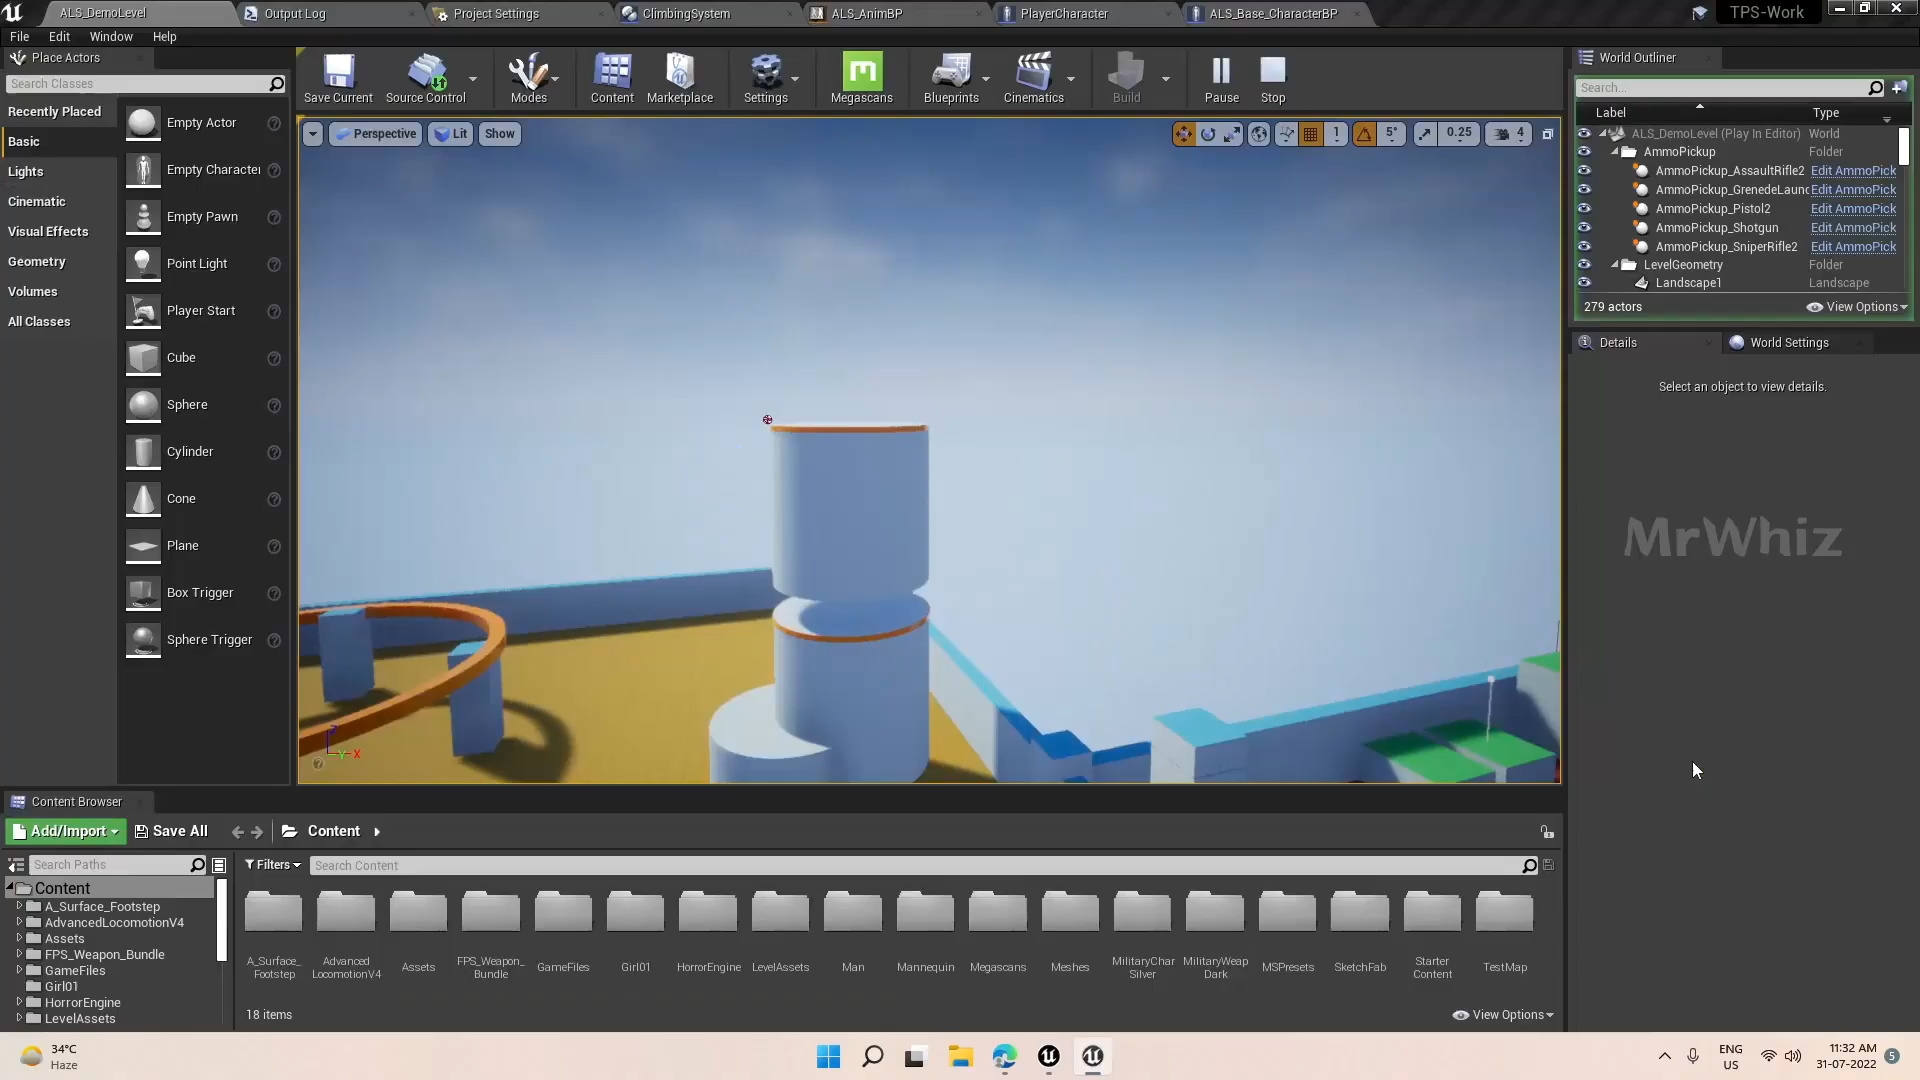 ALS_DemoLevel
Output Log
Project Settings
ClimbingSystem
ALS_AnimBP
PlayerCharacter
ALS_Base_CharacterBP
TPS-Work
File
Edit
Window
Help
Place Actors
Search Classes
Recently Placed
Basic
Lights
Cinematic
Visual Effects
Geometry
Volumes
All Classes
Empty Actor
Empty Character
Empty Pawn
Point Light
Player Start
Cube
Sphere
Cylinder
Cone
Plane
Box Trigger
Sphere Trigger
Save Current
Source Control
Modes
Content
Marketplace
Settings
Megascans
Blueprints
Cinematics
Build
Pause
Stop
Perspective
Lit
Show
1
5°
0.25
4
Z
Y X
World Outliner
Search...
Label
Type
ALS_DemoLevel (Play In Editor) World
AmmoPickup Folder
AmmoPickup_AssaultRifle2 Edit AmmoPick
AmmoPickup_GrenedeLaunc Edit AmmoPick
AmmoPickup_Pistol2 Edit AmmoPick
AmmoPickup_Shotgun Edit AmmoPick
AmmoPickup_SniperRifle2 Edit AmmoPick
LevelGeometry Folder
Landscape1 Landscape
279 actors
View Options
Details
World Settings
Select an object to view details.
MrWhiz
Content Browser
Add/Import
Save All
Content
Search Paths
Filters
Search Content
Content
A_Surface_Footstep
AdvancedLocomotionV4
Assets
FPS_Weapon_Bundle
GameFiles
Girl01
HorrorEngine
LevelAssets
A_Surface_
Footstep
Advanced
LocomotionV4
Assets
FPS_Weapon_
Bundle
GameFiles
Girl01
HorrorEngine
LevelAssets
Man
Mannequin
Megascans
Meshes
MilitaryChar
Silver
MilitaryWeap
Dark
MSPresets
SketchFab
Starter
Content
TestMap
18 items
View Options
34°C
Haze
ENG
US
11:32 AM
31-07-2022
5